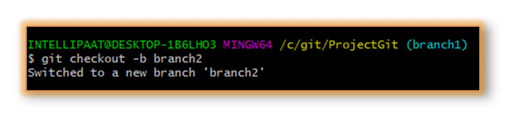 INTELLIPAAT@DESKTOP-1B6LHO3 MINGW64 /c/git/ProjectGit (branch1)
$ git checkout -b branch2
Switched to a new branch 'branch2'